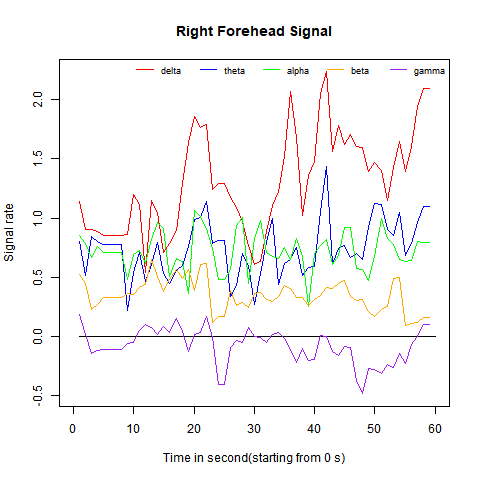 Right Forehead Signal
delta theta alpha beta gamma
Signal rate
-0.5 0.0 0.5 1.0 1.5 2.0
0 10 20 30 40 50 60
Time in second(starting from 0 s)